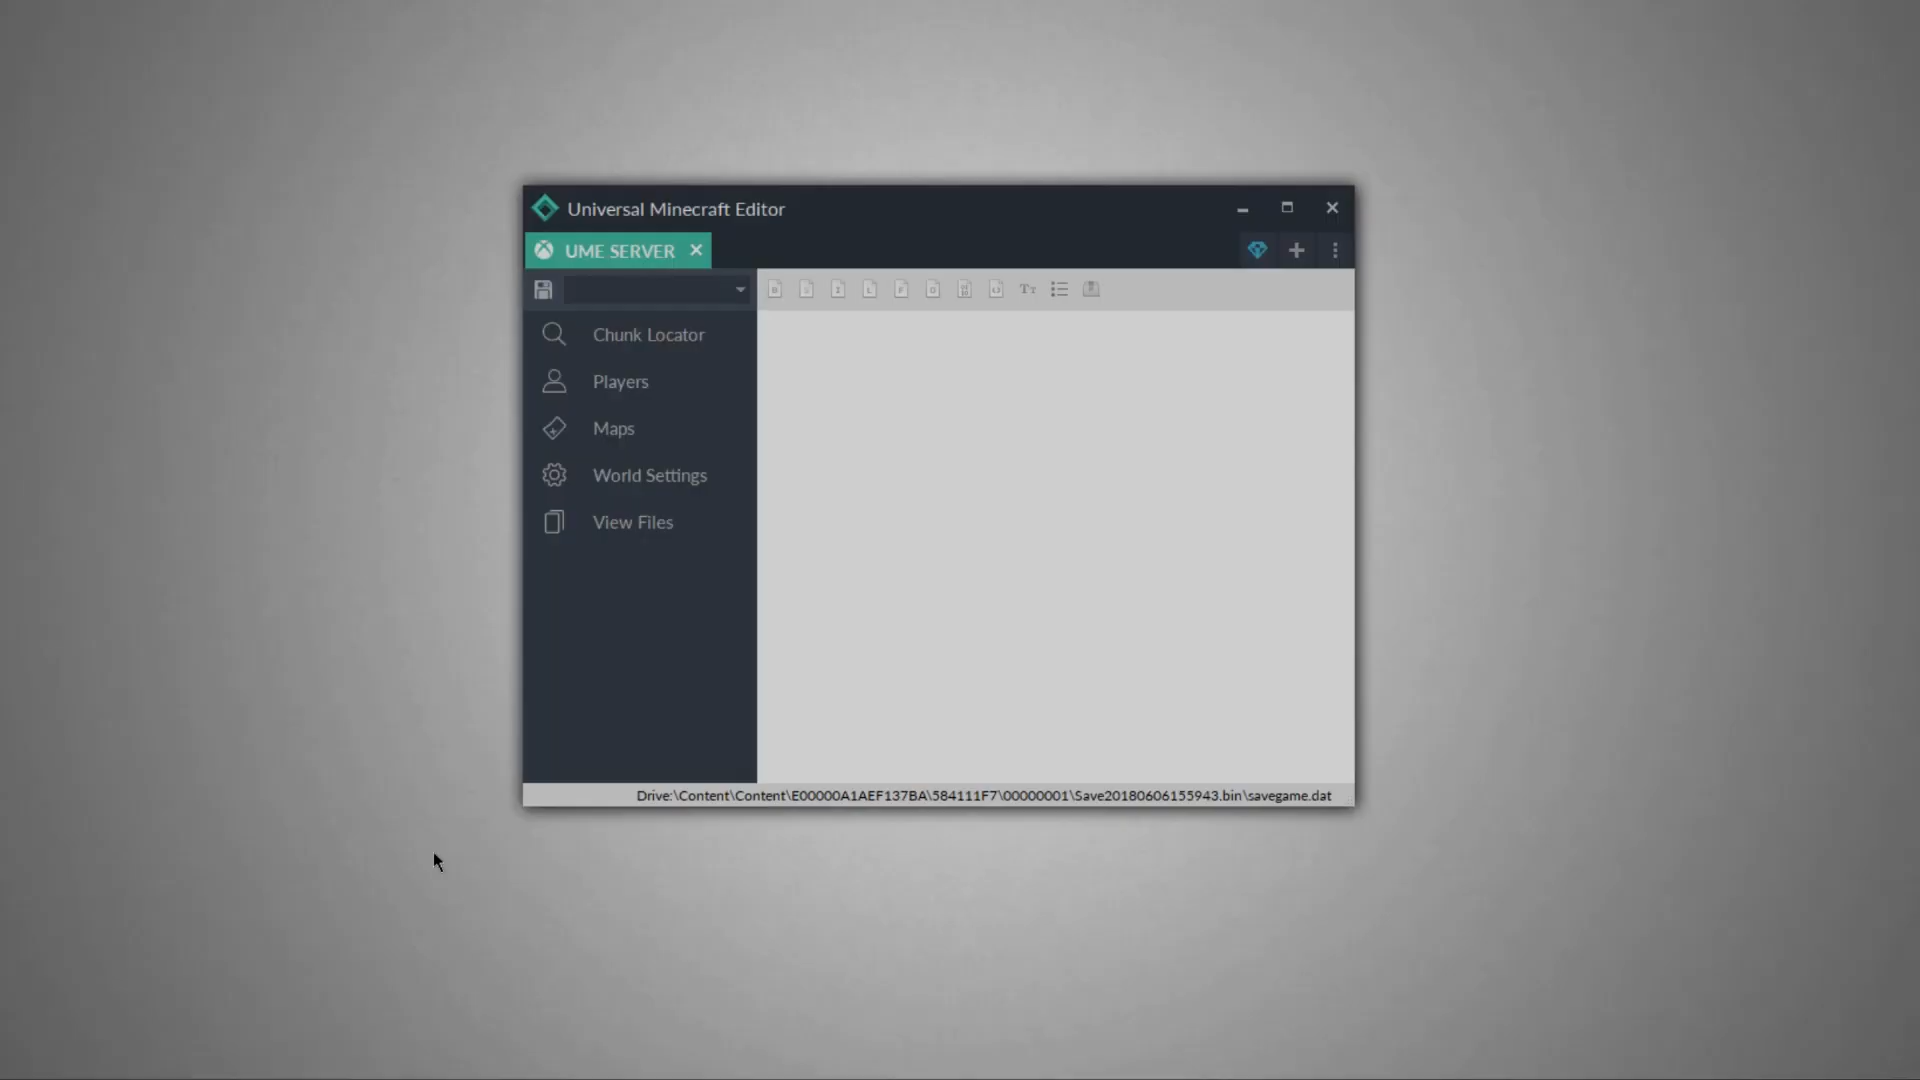 Universal Minecraft Editor
UME SERVER
Chunk Locator
Players
Maps
World Settings
View Files
Tт
Drive:\Content\Content\E00000A1AEF137BA\584111F7\00000001\Save20180606155943.bin\savegame.dat